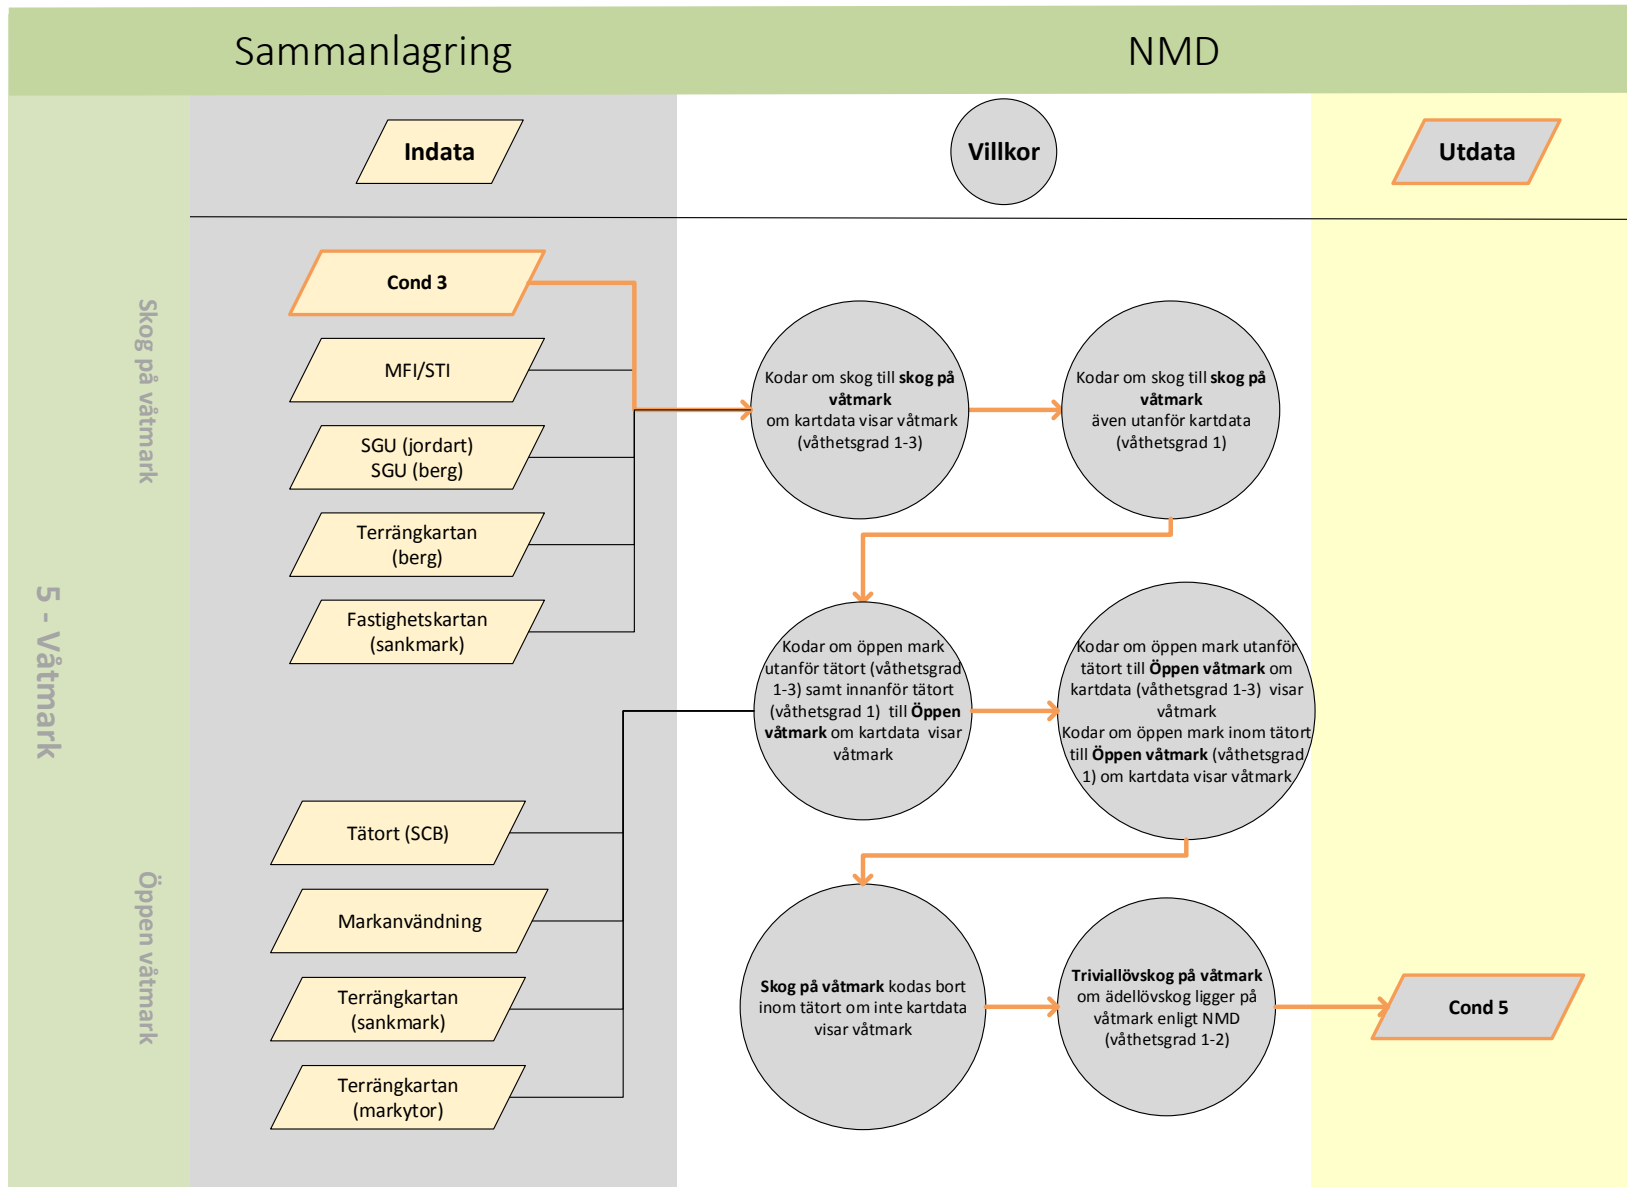 Sammanlagring
NMD
Indata
Villkor
Utdata
5 - Våtmark
Skog på våtmark
Cond 3
MFI/STI
SGU (jordart)
SGU (berg)
Terrängkartan
(berg)
Fastighetskartan
(sankmark)
Kodar om skog till skog på
våtmark
om kartdata visar våtmark
(våthetsgrad 1-3)
Kodar om skog till skog på
våtmark
även utanför kartdata
(våthetsgrad 1)
Kodar om öppen mark
utanför tätort (våthetsgrad
1-3) samt innanför tätort
(våthetsgrad 1) till Öppen
våtmark om kartdata visar
våtmark
Kodar om öppen mark utanför
tätort till Öppen våtmark om
kartdata (våthetsgrad 1-3) visar
våtmark
Kodar om öppen mark inom tätort
till Öppen våtmark (våthetsgrad
1) om kartdata visar våtmark
Öppen våtmark
Tätort (SCB)
Markanvändning
Terrängkartan
(sankmark)
Terrängkartan
(markytor)
Skog på våtmark kodas bort
inom tätort om inte kartdata
visar våtmark
Triviallövskog på våtmark
om ädellövskog ligger på
våtmark enligt NMD
(våthetsgrad 1-2)
Cond 5